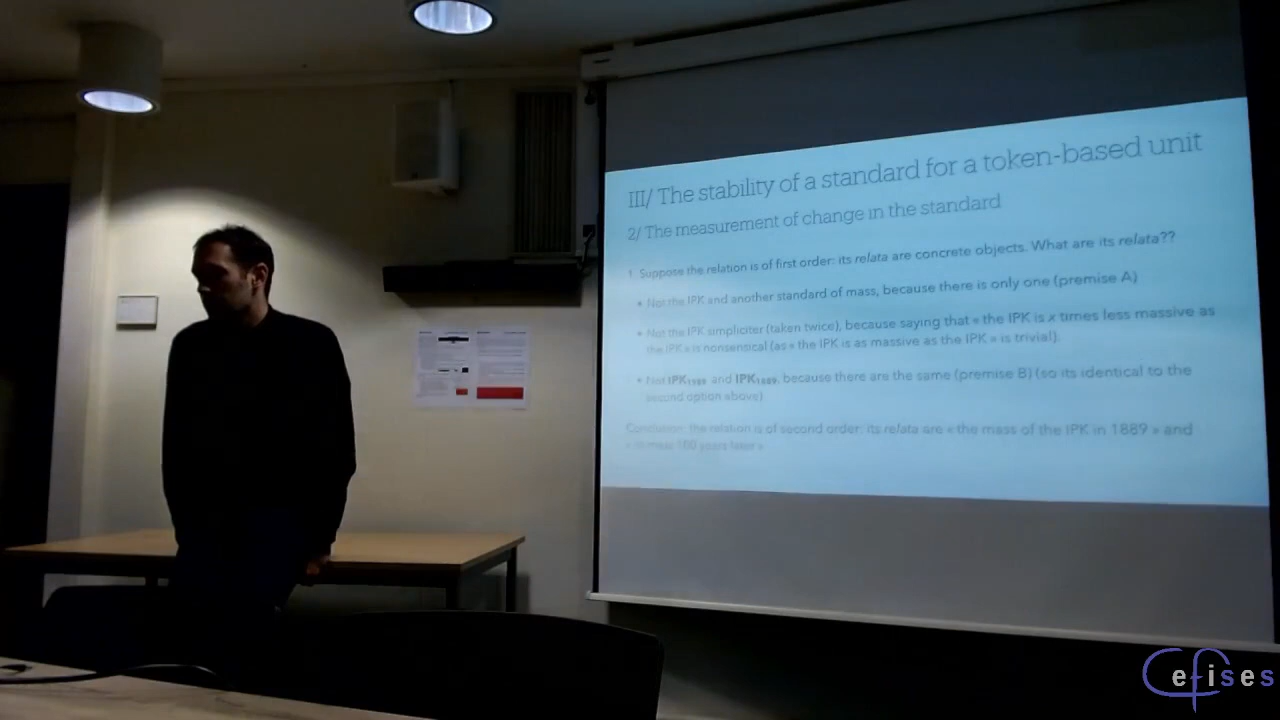 III/ The stability of a standard for a token-based unit
2/ The measurement of change in the standard
1. Suppose the relation is of first order: its relata are concrete objects. What are its relata??
• Not the IPK and another standard of mass, because there is only one (premise A)
• Not the IPK simpliciter (taken twice), because saying that « the IPK is x times less massive as
the IPK » is nonsensical (as « the IPK is as massive as the IPK » is trivial).
• Not IPK1989 and IPK1889, because there are the same (premise B) (so its identical to the
second option above)
Conclusion: the relation is of second order: its relata are « the mass of the IPK in 1889 » and
« its mass 100 years later »
Cefises